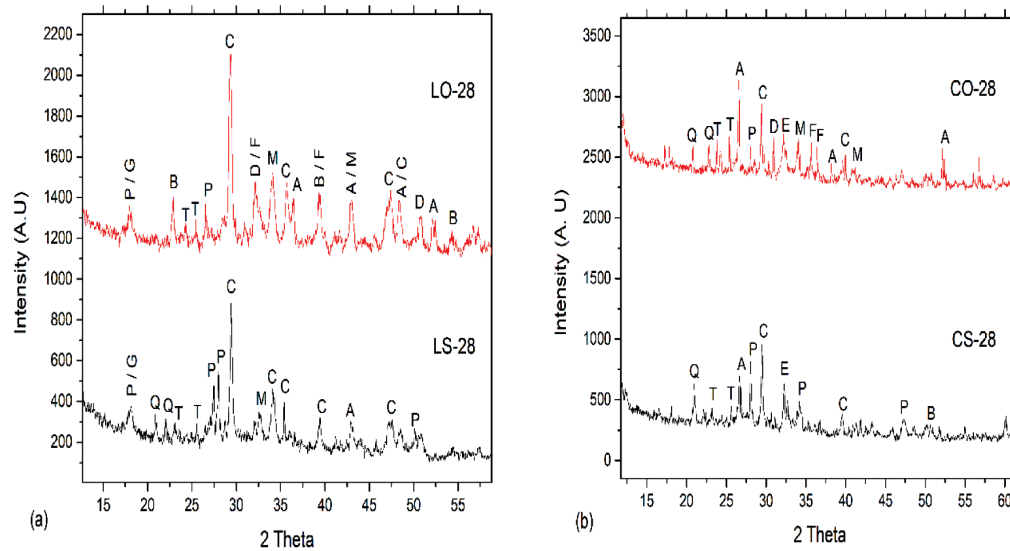 2200
2000
1800
1600
1400
1200
1000
800
600
400
200
Intensity (A.U)
LO-28
P / G
B
T
T
P
C
D / F
M
C
A
B / F
A / M
C
A / C
D
A
B
LS-28
P / G
Q
Q
T
T
P
P
C
M
C
C
C
A
C
P
15 20 25 30 35 40 45 50 55
2 Theta
(a)
3500
3000
2500
2000
1000
500
0
Intensity (A. U)
CO-28
Q
Q
T
T
A
P
C
D
E
M
F
F
A
C
M
A
CS-28
Q
T
T
A
P
C
E
P
C
P
B
15 20 25 30 35 40 45 50 55 60
2 Theta
(b)